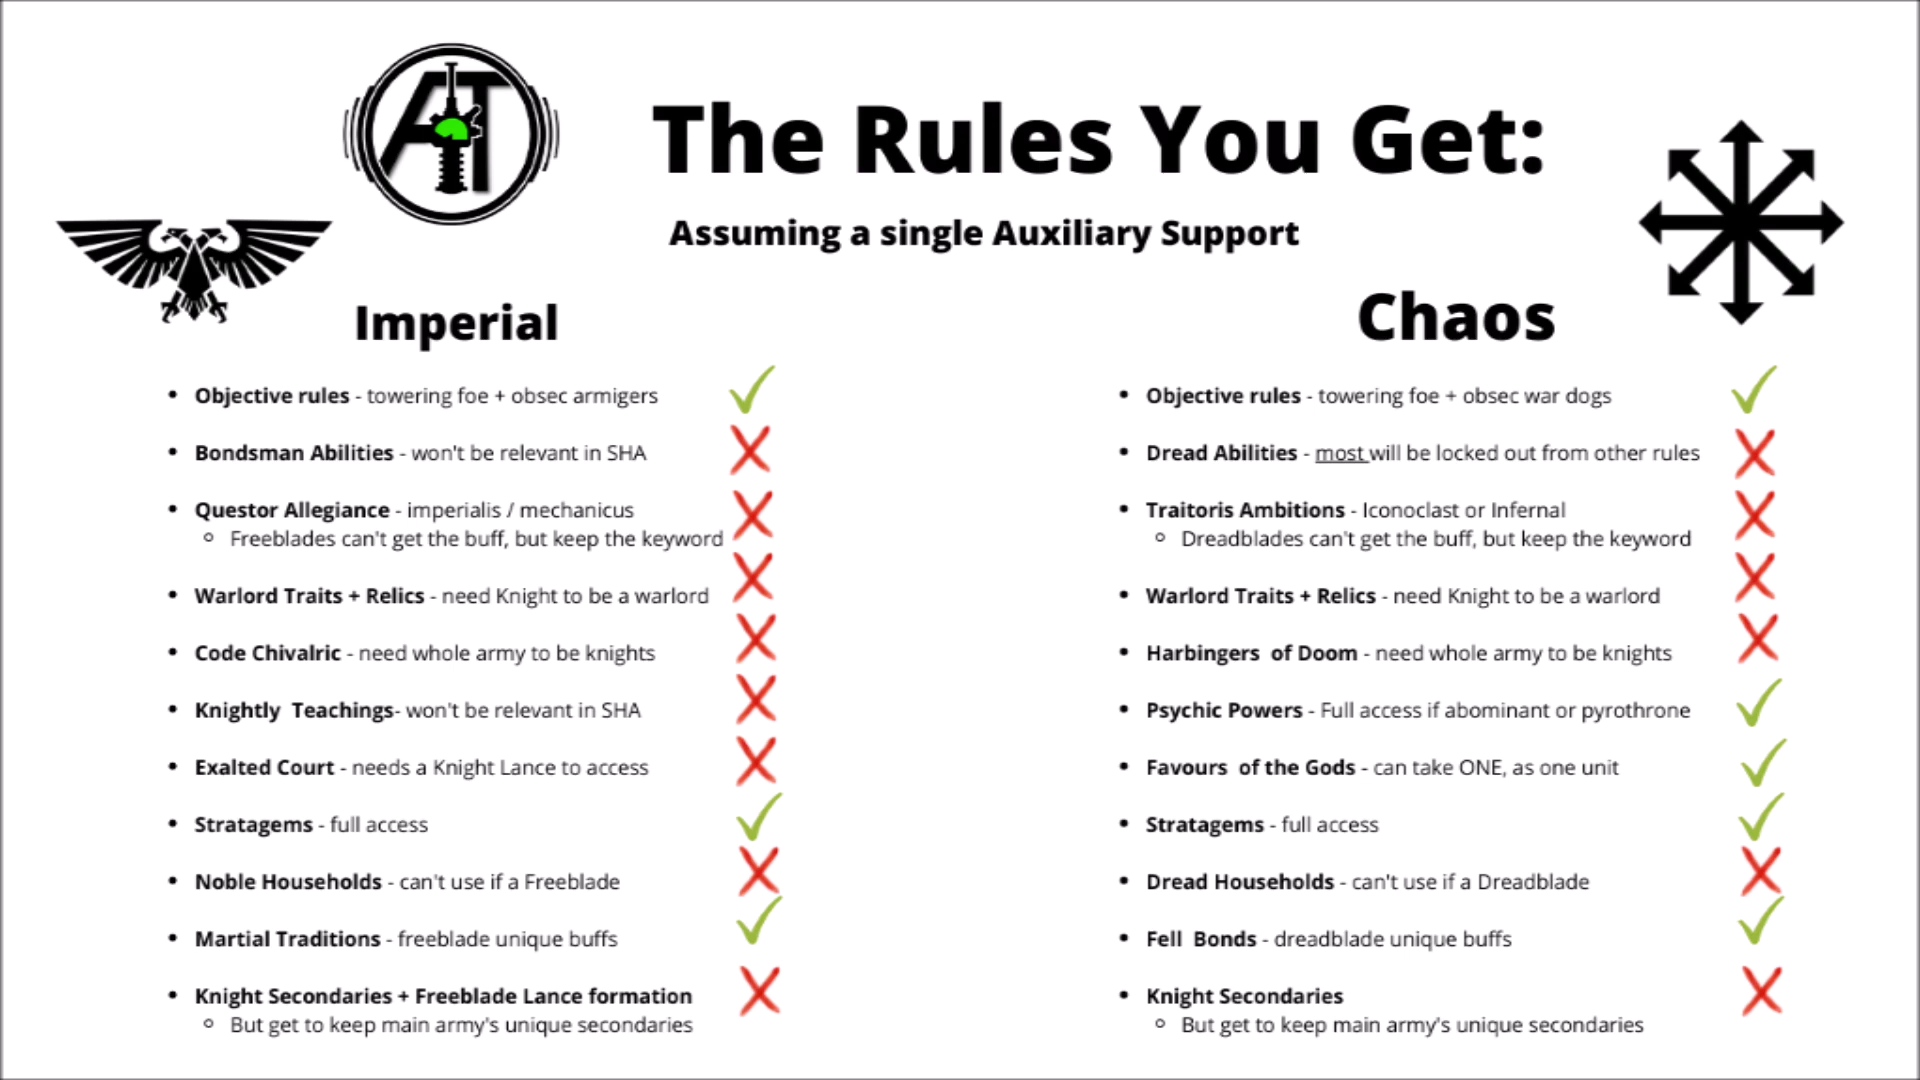 AT
The Rules You Get:
Assuming a single Auxiliary Support
Imperial
• Objective rules - towering foe + obsec armigers
• Bondsman Abilities - won't be relevant in SHA
• Questor Allegiance - imperialis / mechanicus
○ Freeblades can't get the buff, but keep the keyword
• Warlord Traits + Relics - need Knight to be a warlord
• Code Chivalric - need whole army to be knights
• Knightly Teachings- won't be relevant in SHA
• Exalted Court - needs a Knight Lance to access
• Stratagems - full access
• Noble Households - can't use if a Freeblade
• Martial Traditions - freeblade unique buffs
• Knight Secondaries + Freeblade Lance formation
○ But get to keep main army's unique secondaries
Chaos
• Objective rules - towering foe + obsec war dogs
• Dread Abilities - most will be locked out from other rules
• Traitoris Ambitions - Iconoclast or Infernal
○ Dreadblades can't get the buff, but keep the keyword
• Warlord Traits + Relics - need Knight to be a warlord
• Harbingers of Doom - need whole army to be knights
• Psychic Powers - Full access if abominant or pyrothrone
• Favours of the Gods - can take ONE, as one unit
• Stratagems - full access
• Dread Households - can't use if a Dreadblade
• Fell Bonds - dreadblade unique buffs
• Knight Secondaries
○ But get to keep main army's unique secondaries